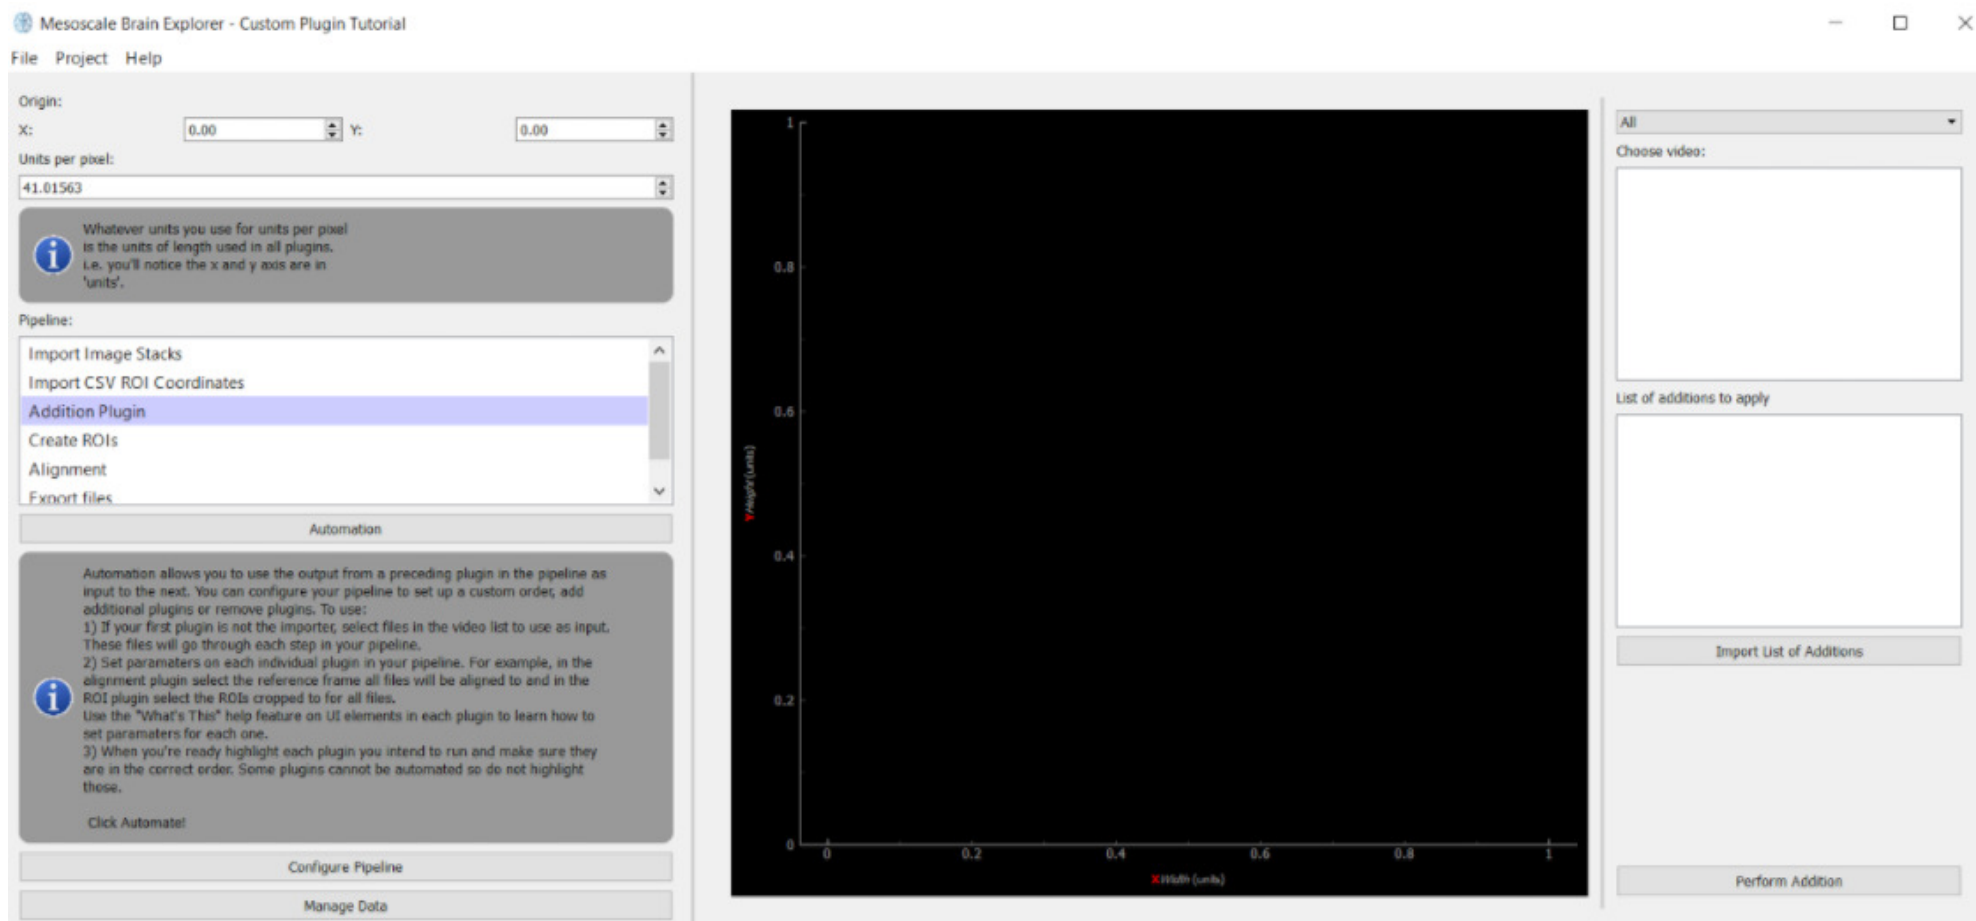 Mesoscale Brain Explorer - Custom Plugin Tutorial
File Project Help
Origin:
X: 0.00 Y: 0.00
Units per pixel:
41.01563
Whatever units you use for units per pixel
is the units of length used in all plugins.
i.e. you'll notice the x and y axis are in
'units'.
Pipeline:
Import Image Stacks
Import CSV ROI Coordinates
Addition Plugin
Create ROIs
Alignment
Export files
Automation
Automation allows you to use the output from a preceding plugin in the pipeline as
input to the next. You can configure your pipeline to set up a custom order, add
additional plugins or remove plugins. To use:
1) If your first plugin is not the importer, select files in the video list to use as input.
These files will go through each step in your pipeline.
2) Set paramaters on each individual plugin in your pipeline. For example, in the
alignment plugin select the reference frame all files will be aligned to and in the
ROI plugin select the ROIs cropped to for all files.
Use the "What's This" help feature on UI elements in each plugin to learn how to
set paramaters for each one.
3) When you're ready highlight each plugin you intend to run and make sure they
are in the correct order. Some plugins cannot be automated so do not highlight
those.
Click Automate!
Configure Pipeline
Manage Data
1
0.8
0.6
0.4
0.2
0
Y Height (units)
0 0.2 0.4 0.6 0.8 1
X Width (units)
All
Choose video:
List of additions to apply
Import List of Additions
Perform Addition